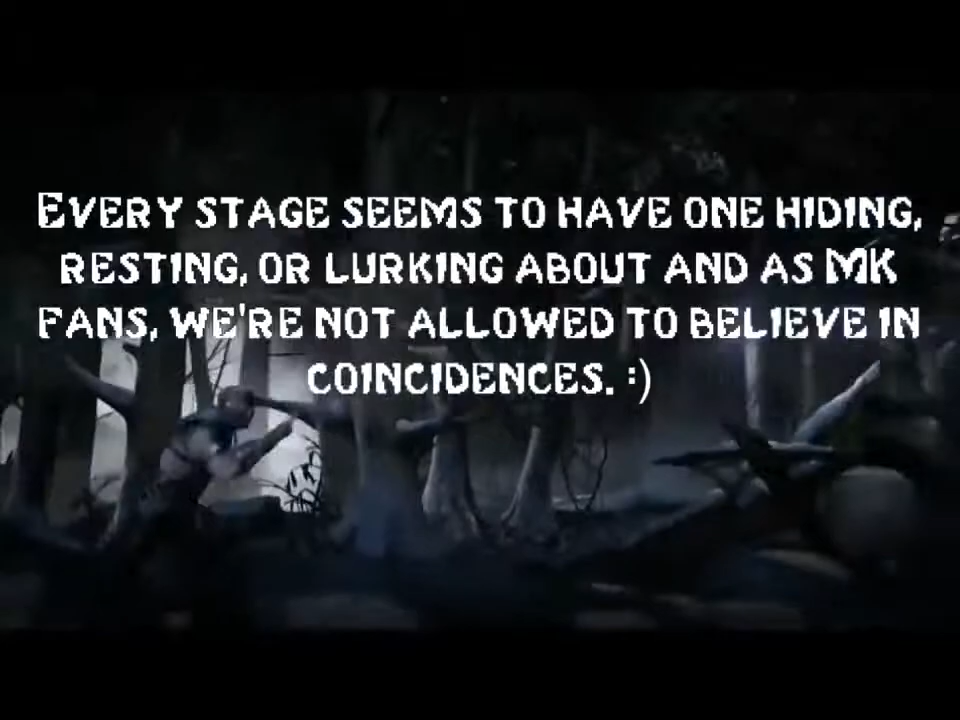 Every stage seems to have one hiding,
resting, or lurking about and as MK
fans, we're not allowed to believe in
coincidences. :)